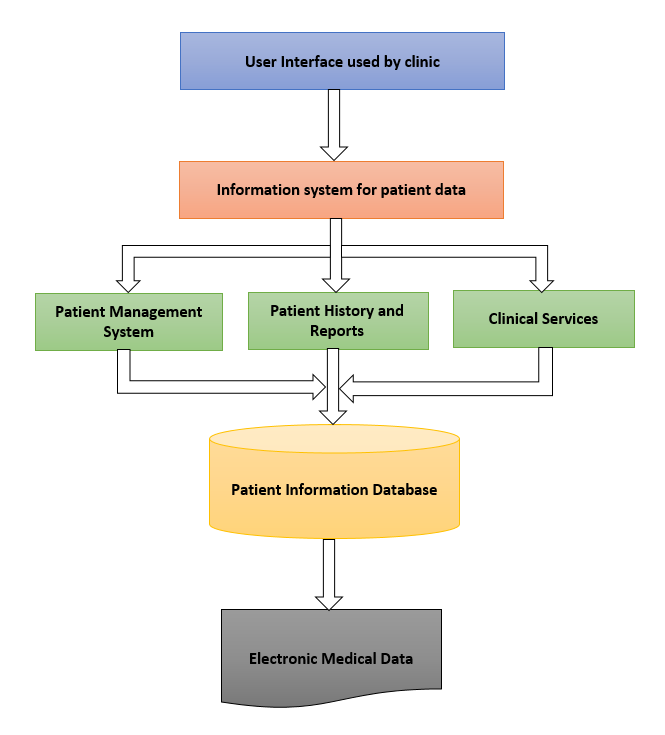 User Interface used by clinic
Information system for patient data
Patient Management
System
Patient History and
Reports
Clinical Services
Patient Information Database
Electronic Medical Data